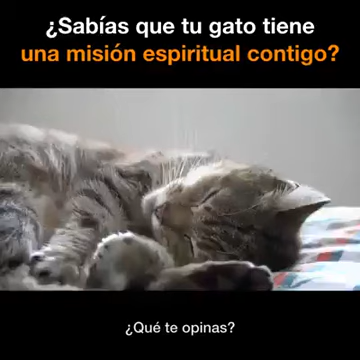 ¿Sabías que tu gato tiene
una misión espiritual contigo?
¿Qué te opinas?